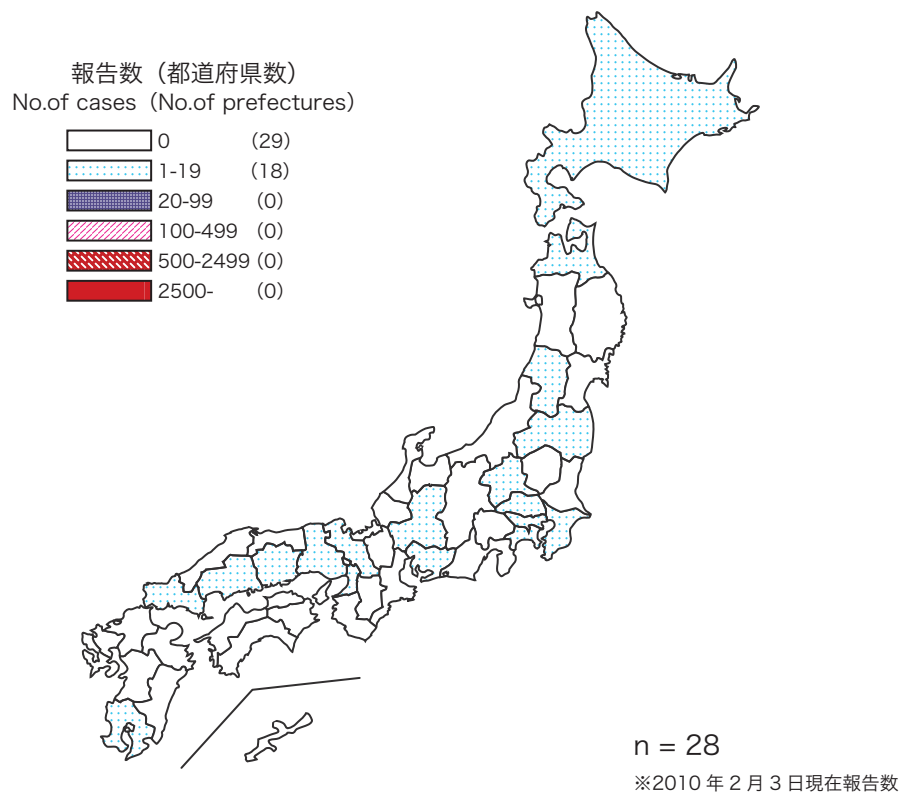 報告数（都道府県数）
No.of cases（No.of prefectures）
0 （29）
1-19 （18）
20-99 （0）
100-499 （0）
500-2499（0）
2500- （0）
n = 28
※2010 年 2 月 3 日現在報告数